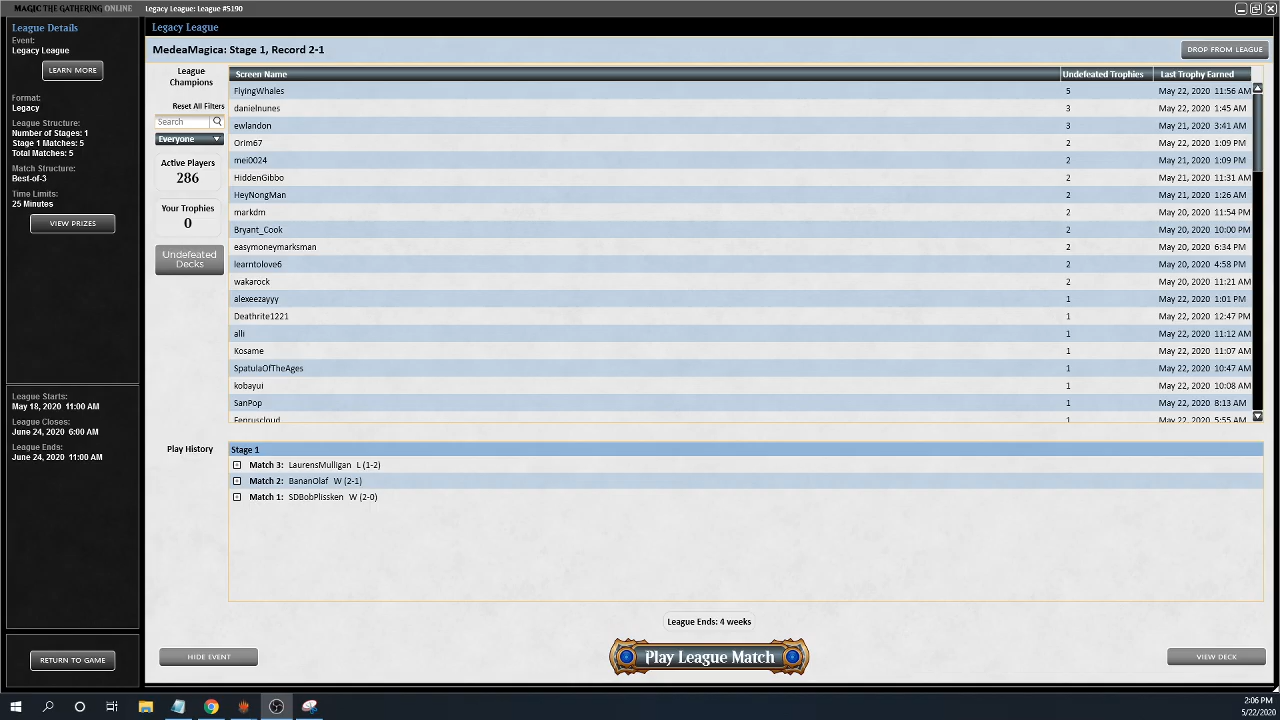 MAGIC THE GATHERING ONLINE
Legacy League: League #5190
League Details
Event:
Legacy League
LEARN MORE
Format:
Legacy
League Structure:
Number of Stages: 1
Stage 1 Matches: 5
Total Matches: 5
Match Structure:
Best-of-3
Time Limits:
25 Minutes
VIEW PRIZES
League Starts:
May 18, 2020 11:00 AM
League Closes:
June 24, 2020 6:00 AM
League Ends:
June 24, 2020 11:00 AM
RETURN TO GAME
Legacy League
MedeaMagica: Stage 1, Record 2-1
DROP FROM LEAGUE
League
Champions
Reset All Filters
Search
Everyone
Active Players
286
Your Trophies
0
Undefeated
Decks
Screen Name Undefeated Trophies Last Trophy Earned
FlyingWhales 5 May 22, 2020 11:56 AM
danielnunes 3 May 22, 2020 1:45 AM
ewlandon 3 May 21, 2020 3:41 AM
Orim67 2 May 22, 2020 1:09 PM
mei0024 2 May 21, 2020 1:09 PM
HiddenGibbo 2 May 21, 2020 11:31 AM
HeyNongMan 2 May 21, 2020 1:26 AM
markdm 2 May 20, 2020 11:54 PM
Bryant_Cook 2 May 20, 2020 10:00 PM
easymoneymarksman 2 May 20, 2020 6:34 PM
learntolove6 2 May 20, 2020 4:58 PM
wakarock 2 May 20, 2020 11:21 AM
alexeezayyy 1 May 22, 2020 1:01 PM
Deathrite1221 1 May 22, 2020 12:47 PM
alli 1 May 22, 2020 11:12 AM
Kosame 1 May 22, 2020 11:07 AM
SpatulaOfTheAges 1 May 22, 2020 10:47 AM
kobayui 1 May 22, 2020 10:08 AM
SanPop 1 May 22, 2020 8:13 AM
Fenruscloud 1 May 22, 2020 5:55 AM
Play History
Stage 1
Match 3: LaurensMulligan L (1-2)
Match 2: BananOlaf W (2-1)
Match 1: SDBobPlissken W (2-0)
League Ends: 4 weeks
HIDE EVENT
Play League Match
VIEW DECK
2:06 PM
5/22/2020